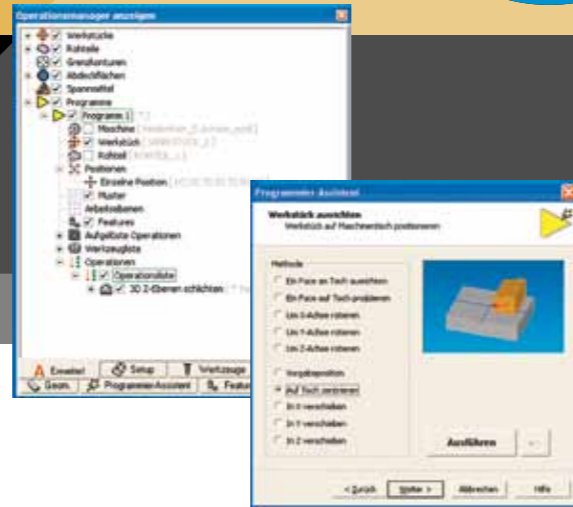 Operationsmanager anzeigen
Werkstücke
Rohteile
Grenzkonturen
Abdeckflächen
Spannmittel
Programme
Programm 1
Maschine
Werkstück
Rohteil
Positionen
Einzelne Position
Muster
Arbeitsebenen
Features
Aufgelöste Operationen
Werkzeugliste
Operationen
Operationsliste
3D Z-Ebenen schlichten
Erweitert Setup Werkzeuge
Geom. Programmier-Assistent Featur
Programmier-Assistent
Werkstück ausrichten
Werkstück auf Maschinentisch positionieren
Methode
Ein Face an Tisch ausrichten
Ein Face auf Tisch
Um X-Achse rotieren
Um Y-Achse rotieren
Um Z-Achse rotieren
Vorgabeposition
Auf Tisch zentrieren
In X verschieben
In Y verschieben
In Z verschieben
Ausführen
< Zurück Weiter > Abbrechen Hilfe